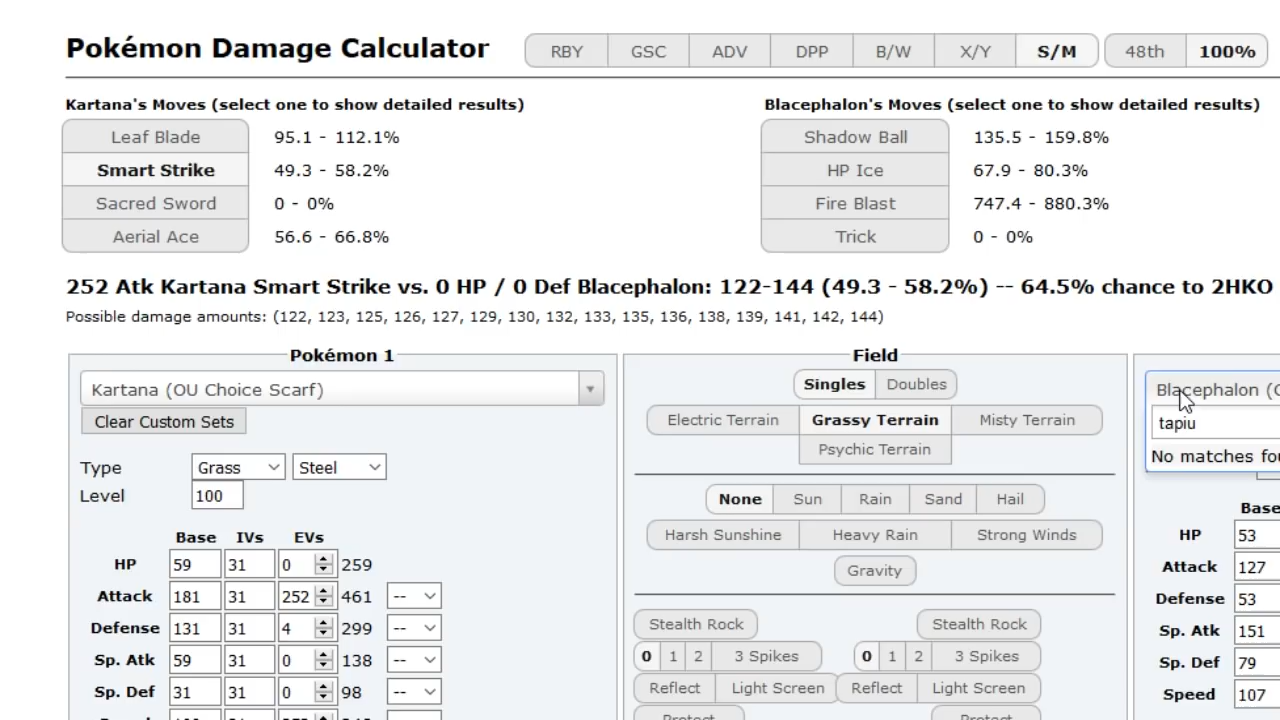 Pokémon Damage Calculator
RBY GSC ADV DPP B/W X/Y S/M 48th 100%
Kartana's Moves (select one to show detailed results)
Leaf Blade 95.1 - 112.1%
Smart Strike 49.3 - 58.2%
Sacred Sword 0 - 0%
Aerial Ace 56.6 - 66.8%
Blacephalon's Moves (select one to show detailed results)
Shadow Ball 135.5 - 159.8%
HP Ice 67.9 - 80.3%
Fire Blast 747.4 - 880.3%
Trick 0 - 0%
252 Atk Kartana Smart Strike vs. 0 HP / 0 Def Blacephalon: 122-144 (49.3 - 58.2%) -- 64.5% chance to 2HKO
Possible damage amounts: (122, 123, 125, 126, 127, 129, 130, 132, 133, 135, 136, 138, 139, 141, 142, 144)
Pokémon 1
Kartana (OU Choice Scarf)
Clear Custom Sets
Type Grass Steel
Level 100
Base IVs EVs
HP 59 31 0 259
Attack 181 31 252 461 --
Defense 131 31 4 299 --
Sp. Atk 59 31 0 138 --
Sp. Def 31 31 0 98 --
Field
Singles Doubles
Electric Terrain Grassy Terrain Misty Terrain
Psychic Terrain
None Sun Rain Sand Hail
Harsh Sunshine Heavy Rain Strong Winds
Gravity
Stealth Rock Stealth Rock
0 1 2 3 Spikes 0 1 2 3 Spikes
Reflect Light Screen Reflect Light Screen
Protect Protect
Blacephalon (
tapiu
No matches fou
Base
HP 53
Attack 127
Defense 53
Sp. Atk 151
Sp. Def 79
Speed 107